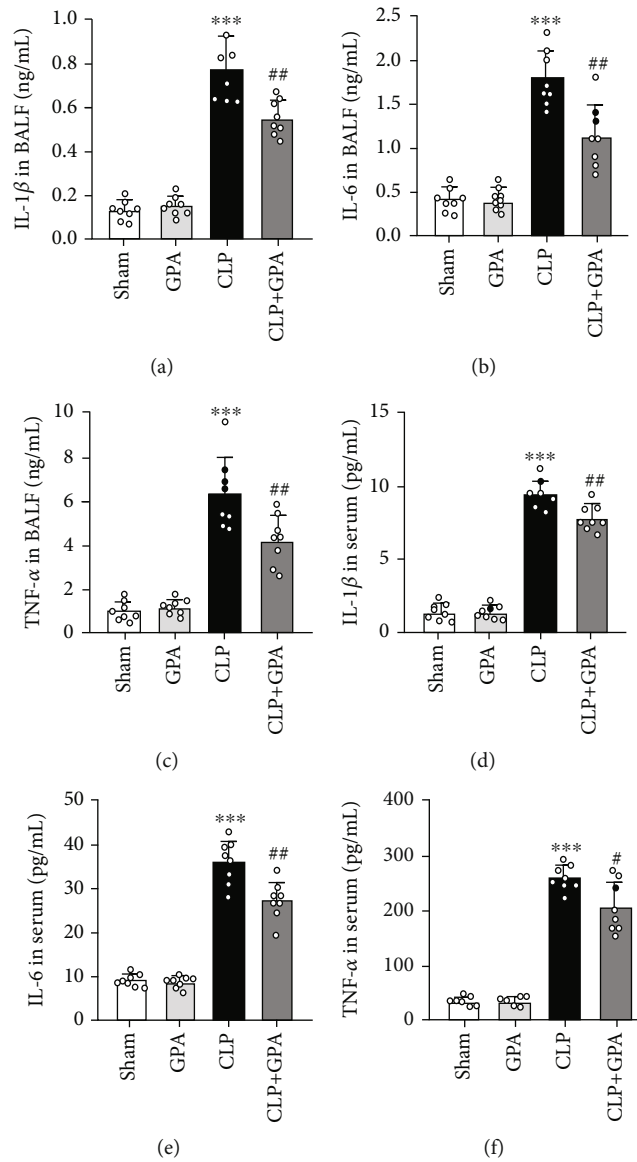 IL-1β in BALF (ng/mL)
1.0
0.8
0.6
0.4
0.2
0.0
***
##
Sham
GPA
CLP
CLP+GPA
(a)
IL-6 in BALF (ng/mL)
2.5
2.0
1.5
1.0
0.5
0.0
***
##
Sham
GPA
CLP
CLP+GPA
(b)
TNF-α in BALF (ng/mL)
10
8
6
4
2
0
***
##
Sham
GPA
CLP
CLP+GPA
(c)
IL-1β in serum (pg/mL)
15
10
5
0
***
##
Sham
GPA
CLP
CLP+GPA
(d)
IL-6 in serum (pg/mL)
50
40
30
20
10
0
***
##
Sham
GPA
CLP
CLP+GPA
(e)
TNF-α in serum (pg/mL)
400
300
200
100
0
***
#
Sham
GPA
CLP
CLP+GPA
(f)